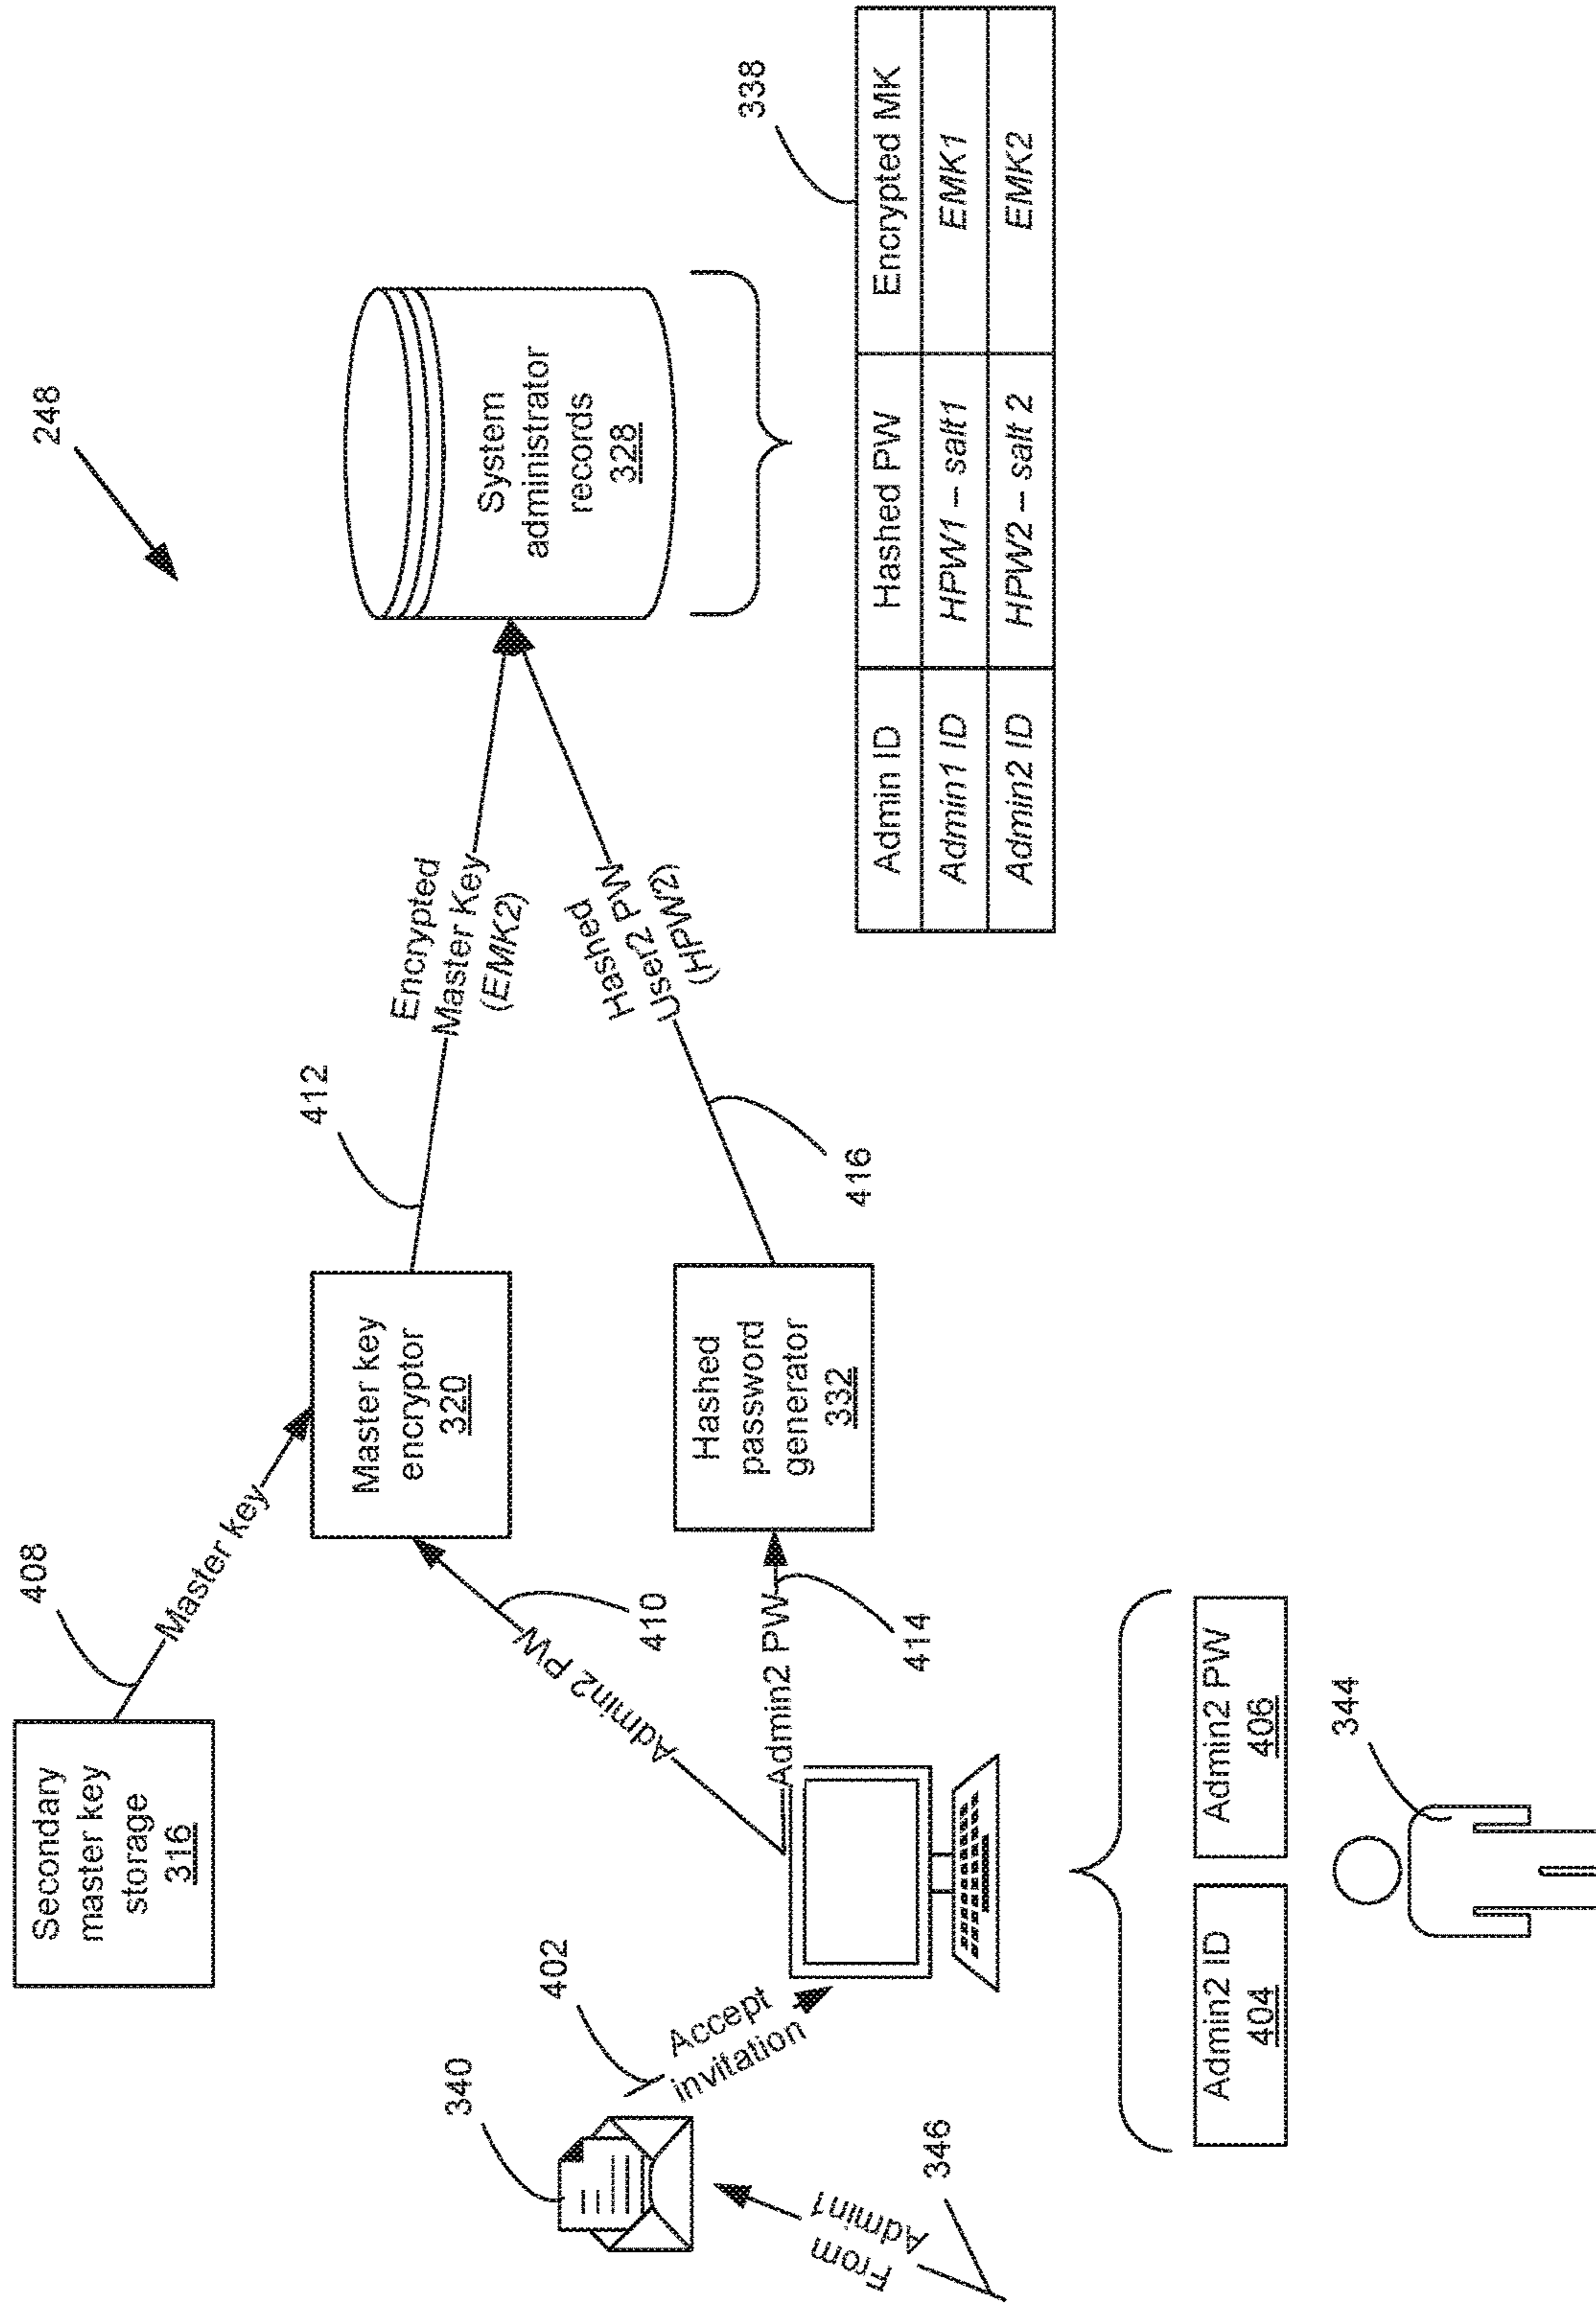 248
Secondary
master key
storage
316
408
Master key
Master key
encryptor
320
412
Encrypted
Master Key
(EMK2)
System
administrator
records
328
340
402
Accept
invitation
From
Admin1
346
Admin2 PW
410
Admin2 PW
414
Hashed
password
generator
332
416
Hashed
User2 PW
(HPW2)
338
Admin ID
Hashed PW
Encrypted MK
Admin1 ID
HPW1 – salt1
EMK1
Admin2 ID
HPW2 – salt 2
EMK2
Admin2 ID
404
Admin2 PW
406
344